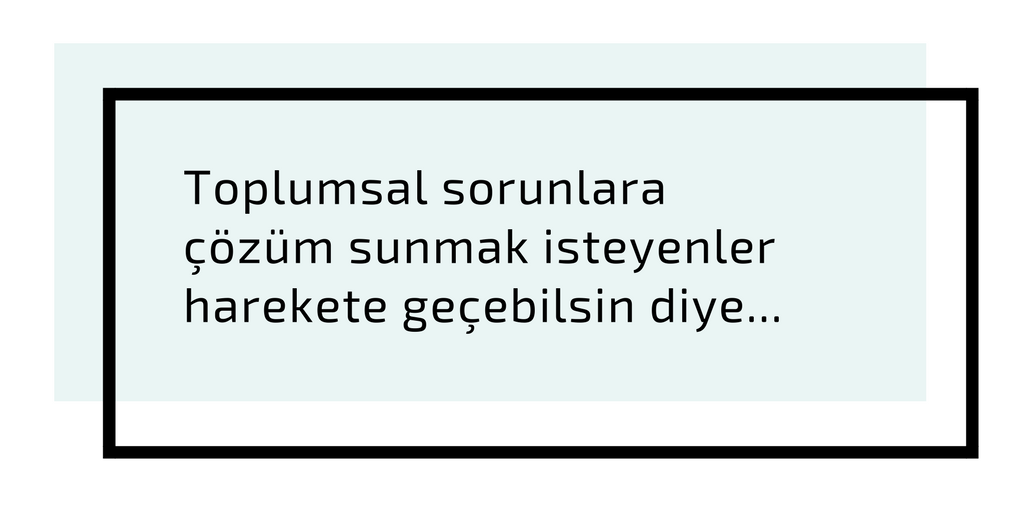 Toplumsal sorunlara
çözüm sunmak isteyenler
harekete geçebilsin diye...